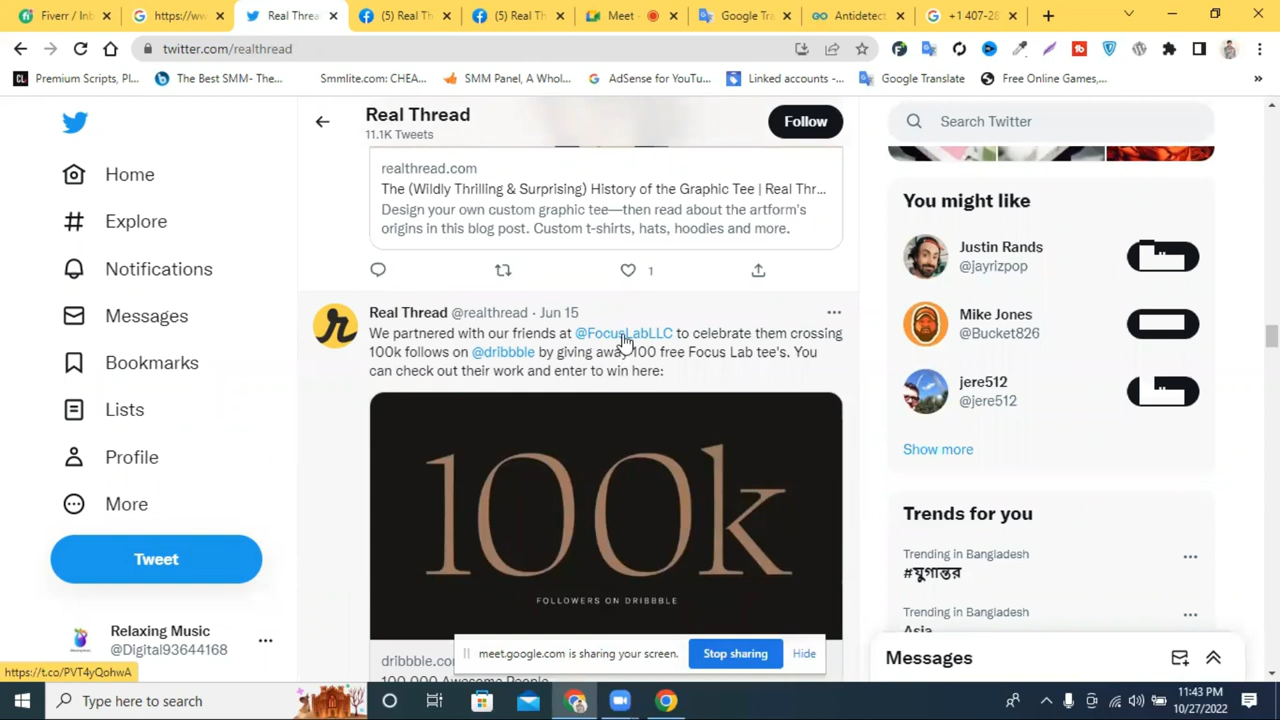 Fiverr / Inb
https://ww
Real Threa
(5) Real Th
(5) Real Th
Meet -
Google Tra
Antidetect
+1 407-28
twitter.com/realthread
Premium Scripts, Pl...
The Best SMM- The...
Smmlite.com: CHEA...
SMM Panel, A Whol...
AdSense for YouTu...
Linked accounts -...
Google Translate
Free Online Games,...
Home
Explore
Notifications
Messages
Bookmarks
Lists
Profile
More
Tweet
Relaxing Music
@Digital93644168
https://t.co/PVT4yQohwA
Real Thread
11.1K Tweets
Follow
realthread.com
The (Wildly Thrilling & Surprising) History of the Graphic Tee | Real Thr...
Design your own custom graphic tee—then read about the artform's
origins in this blog post. Custom t-shirts, hats, hoodies and more.
1
Real Thread @realthread · Jun 15
We partnered with our friends at @FocusLabLLC to celebrate them crossing
100k follows on @dribbble by giving away 100 free Focus Lab tee's. You
can check out their work and enter to win here:
100k
FOLLOWERS ON DRIBBBLE
dribbble.co
100,000 Awesome People
meet.google.com is sharing your screen.
Stop sharing
Hide
Search Twitter
You might like
Justin Rands
@jayrizpop
Mike Jones
@Bucket826
jere512
@jere512
Show more
Trends for you
Trending in Bangladesh
#যুগান্তর
Trending in Bangladesh
Asia
Messages
Type here to search
11:43 PM
10/27/2022